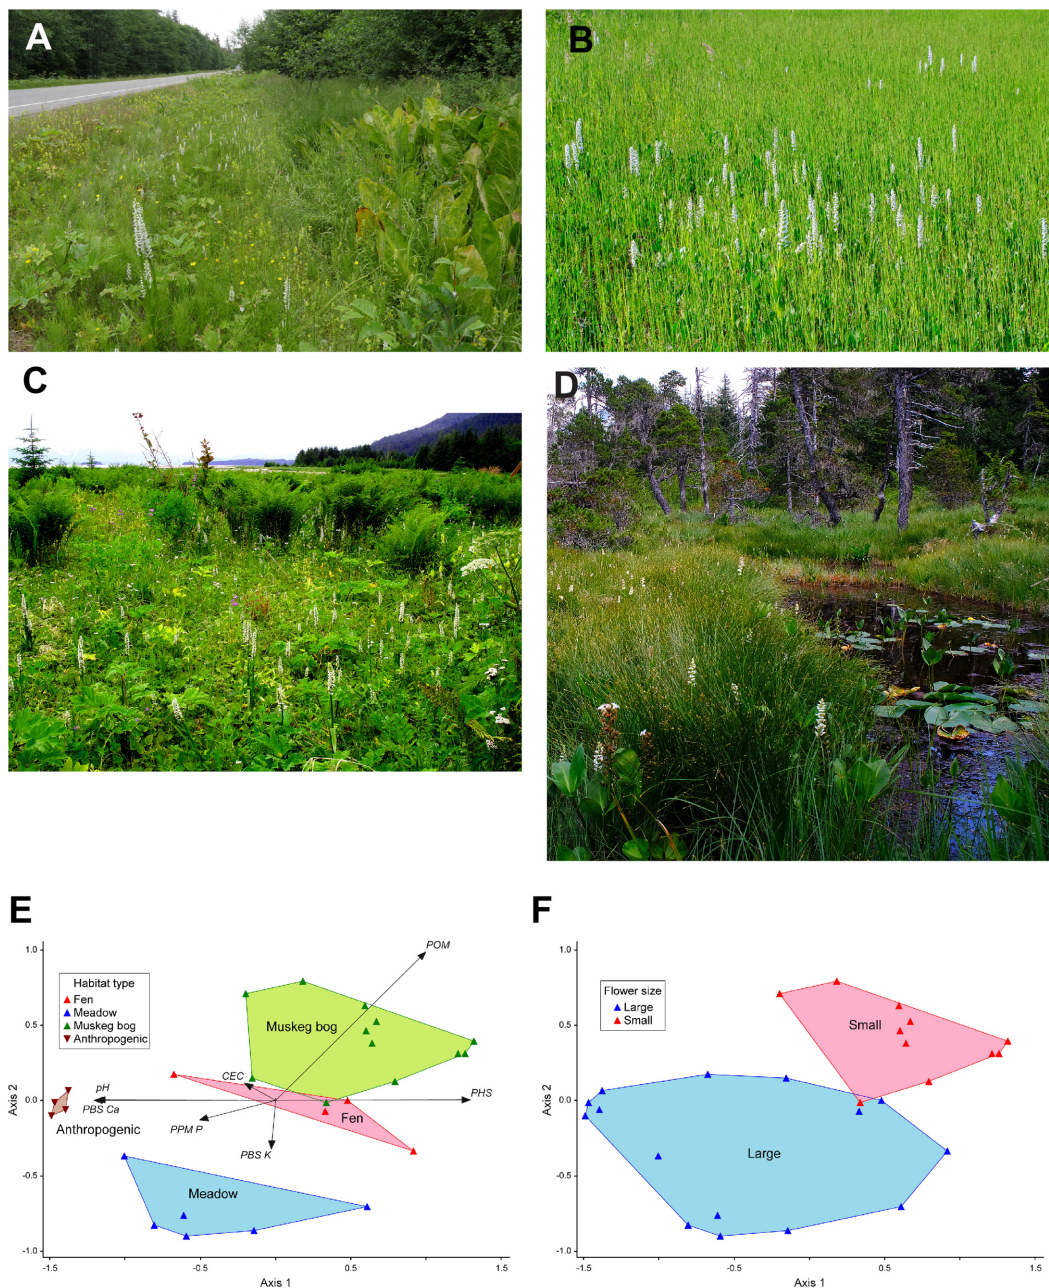 A
B
C
D
E
1.0
0.5
0.0
-0.5
-1.0
Axis 2
-1.5
-0.5
0.5
1.5
Axis 1
Habitat type
Fen
Meadow
Muskeg bog
Anthropogenic
POM
Muskeg bog
CEC
pH
PHS
PBS Ca
Fen
PPM P
Anthropogenic
PBS K
Meadow
F
1.0
0.5
0.0
-0.5
-1.0
Axis 2
-1.5
-0.5
0.5
1.5
Axis 1
Flower size
Large
Small
Small
Large